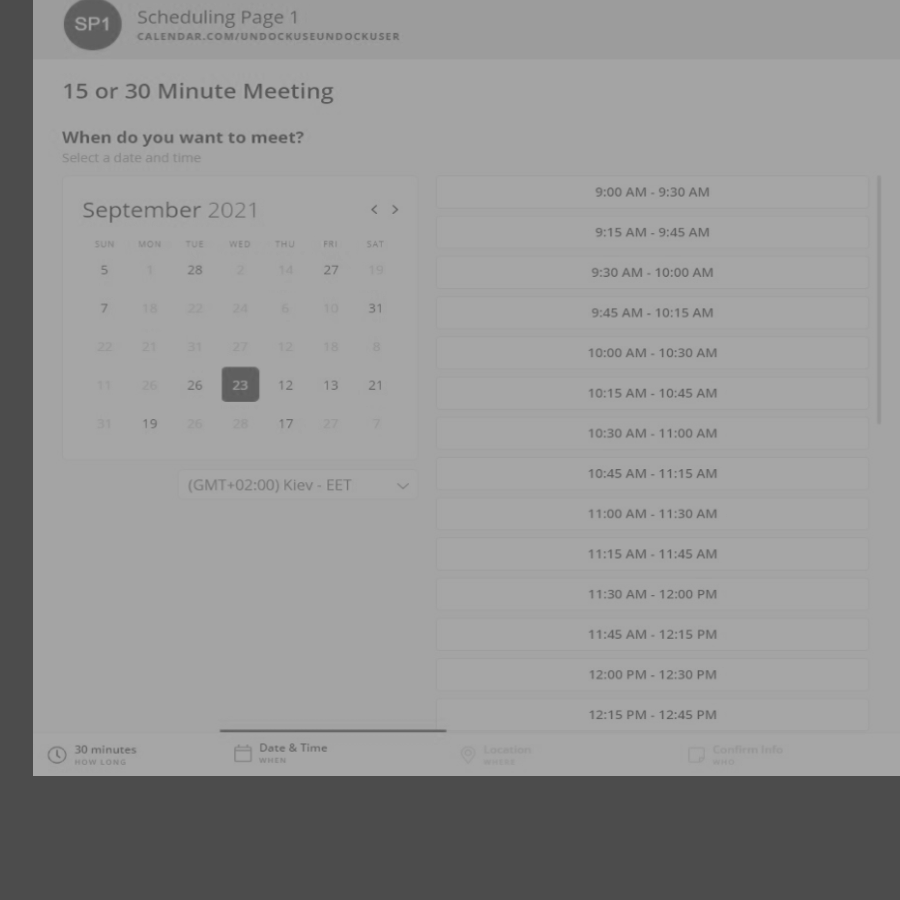 SP1
Scheduling Page 1
CALENDAR.COM/UNDOCKUSEUNDOCKUSER
15 or 30 Minute Meeting
When do you want to meet?
Select a date and time
September 2021
< >
SUN MON TUE WED THU FRI SAT
5 1 28 2 14 27 19
7 18 22 24 6 10 31
22 21 31 27 12 18 8
11 26 26 23 12 13 21
31 19 26 28 17 27 7
(GMT+02:00) Kiev - EET
9:00 AM - 9:30 AM
9:15 AM - 9:45 AM
9:30 AM - 10:00 AM
9:45 AM - 10:15 AM
10:00 AM - 10:30 AM
10:15 AM - 10:45 AM
10:30 AM - 11:00 AM
10:45 AM - 11:15 AM
11:00 AM - 11:30 AM
11:15 AM - 11:45 AM
11:30 AM - 12:00 PM
11:45 AM - 12:15 PM
12:00 PM - 12:30 PM
12:15 PM - 12:45 PM
30 minutes
HOW LONG
Date & Time
WHEN
Location
WHERE
Confirm Info
WHO